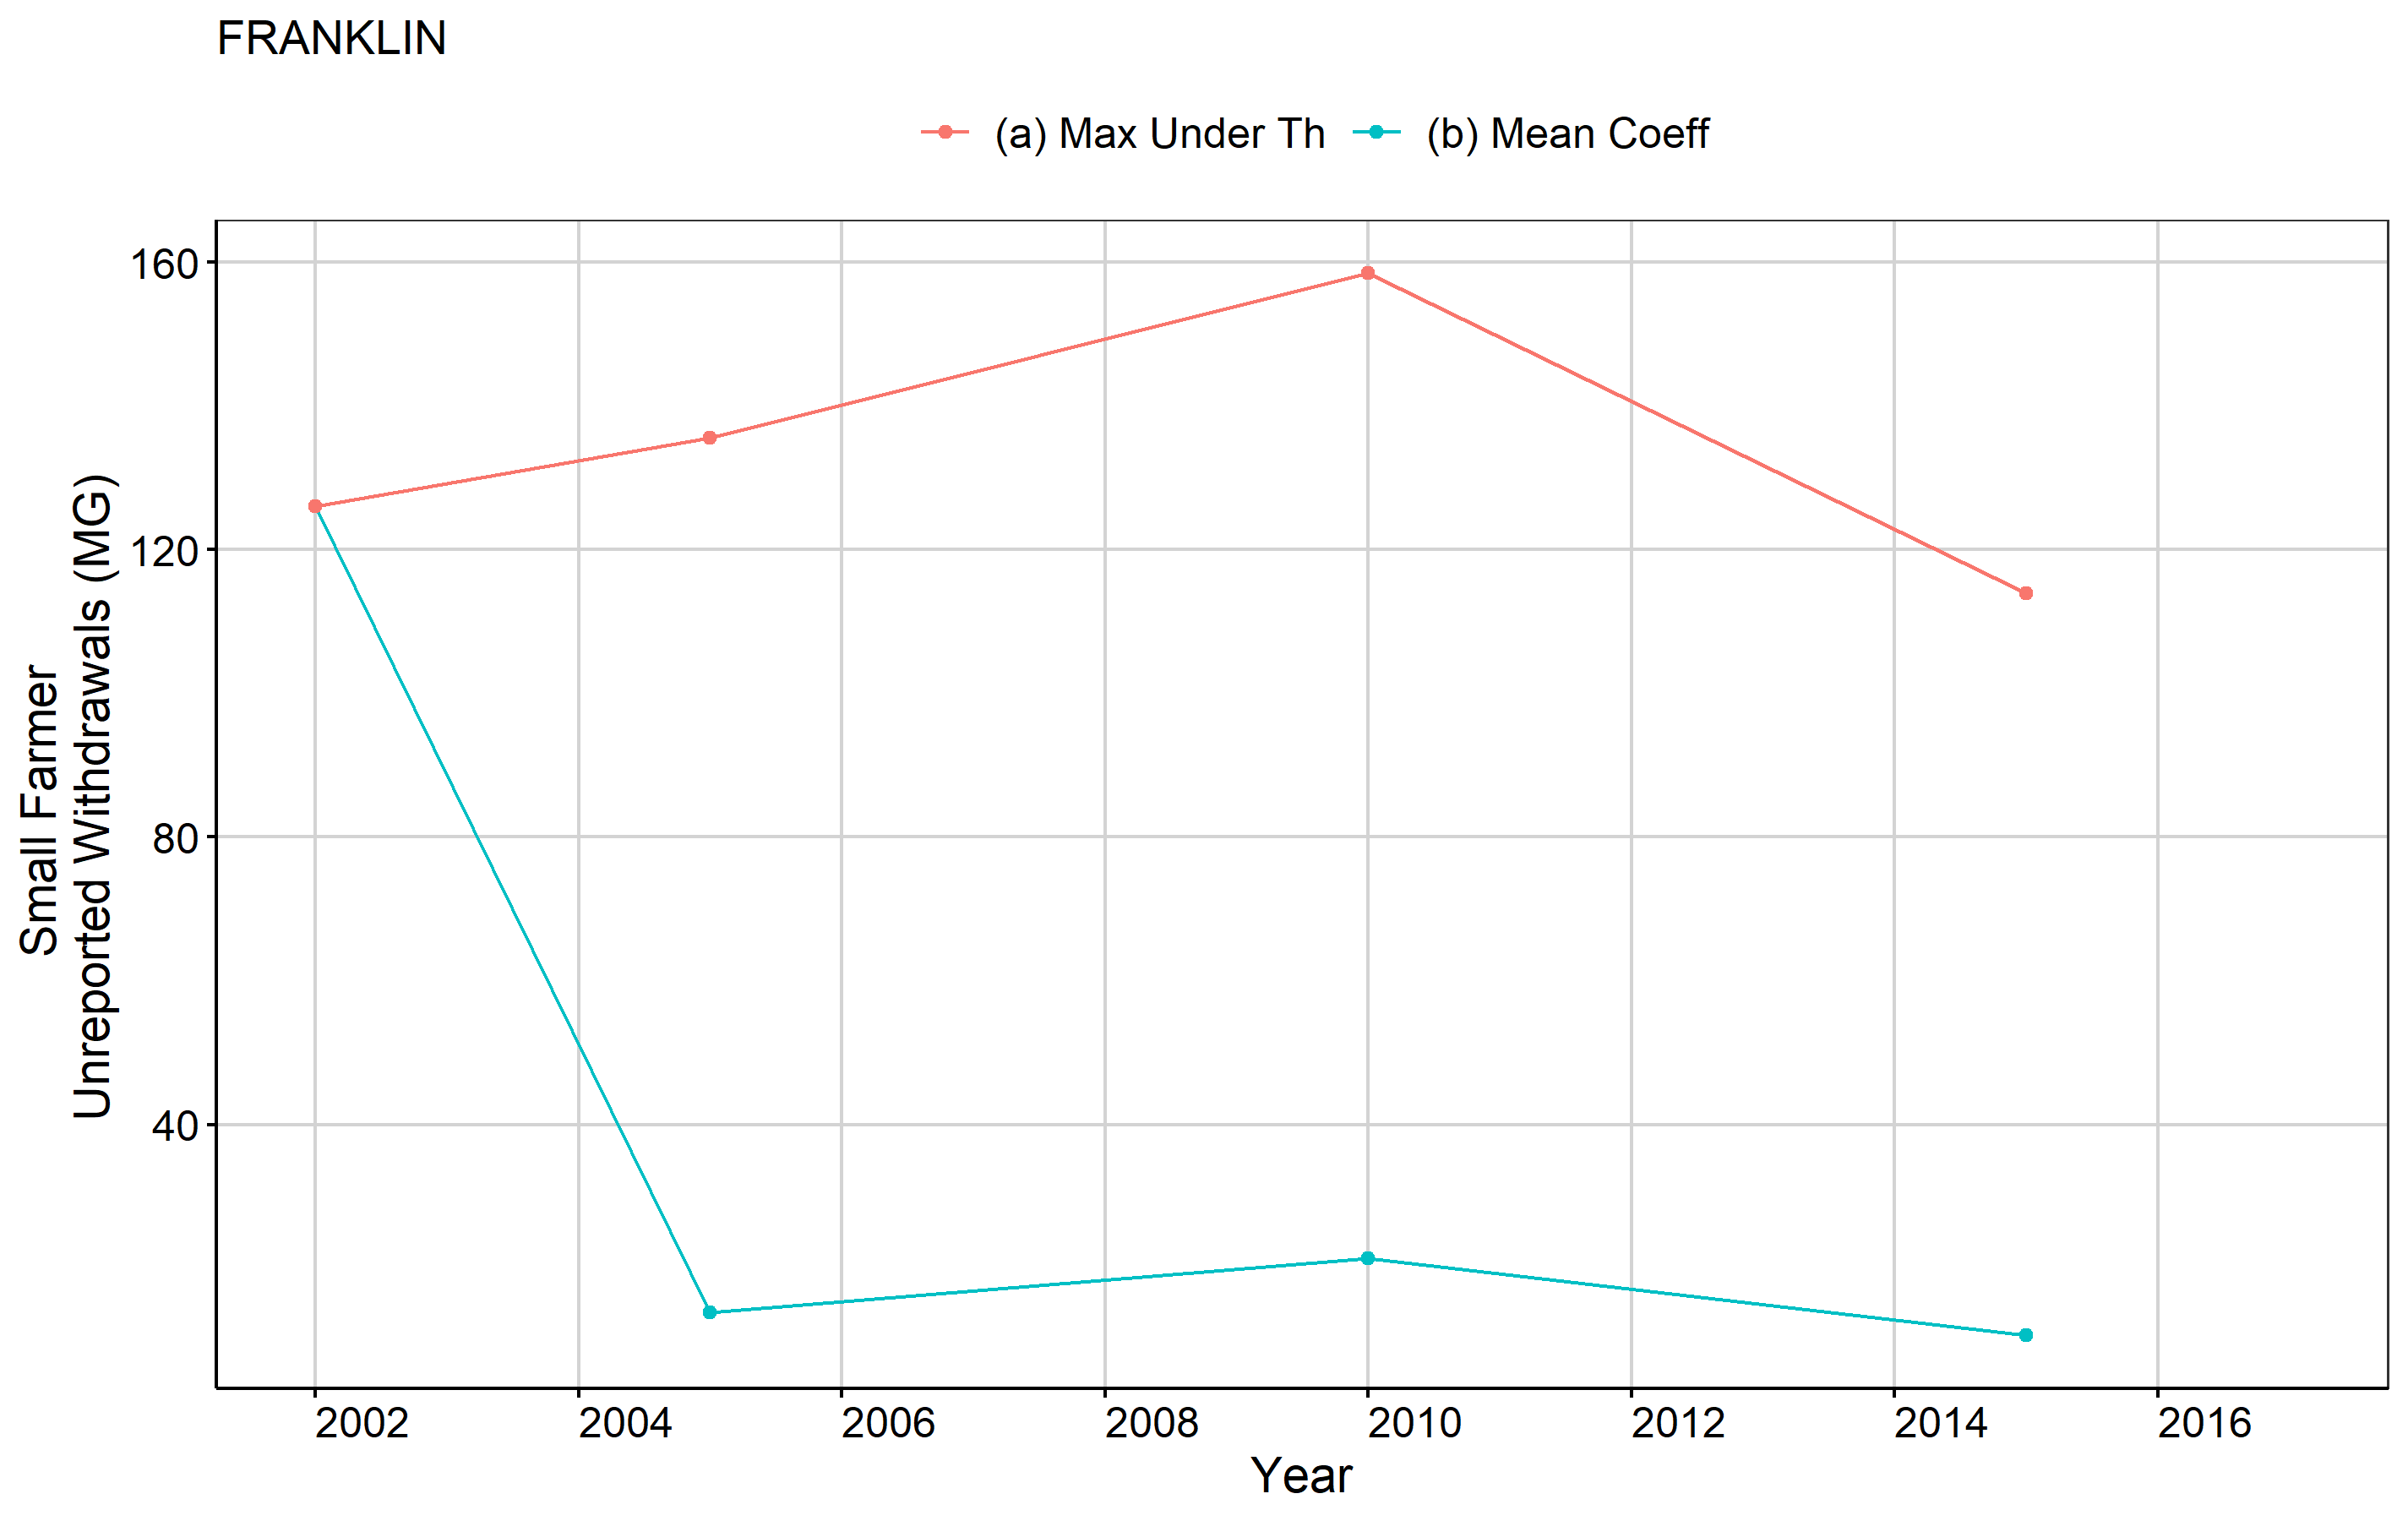 FRANKLIN
(a) Max Under Th (b) Mean Coeff
Small Farmer
Unreported Withdrawals (MG)
160
120
80
40
2002 2004 2006 2008 2010 2012 2014 2016
Year